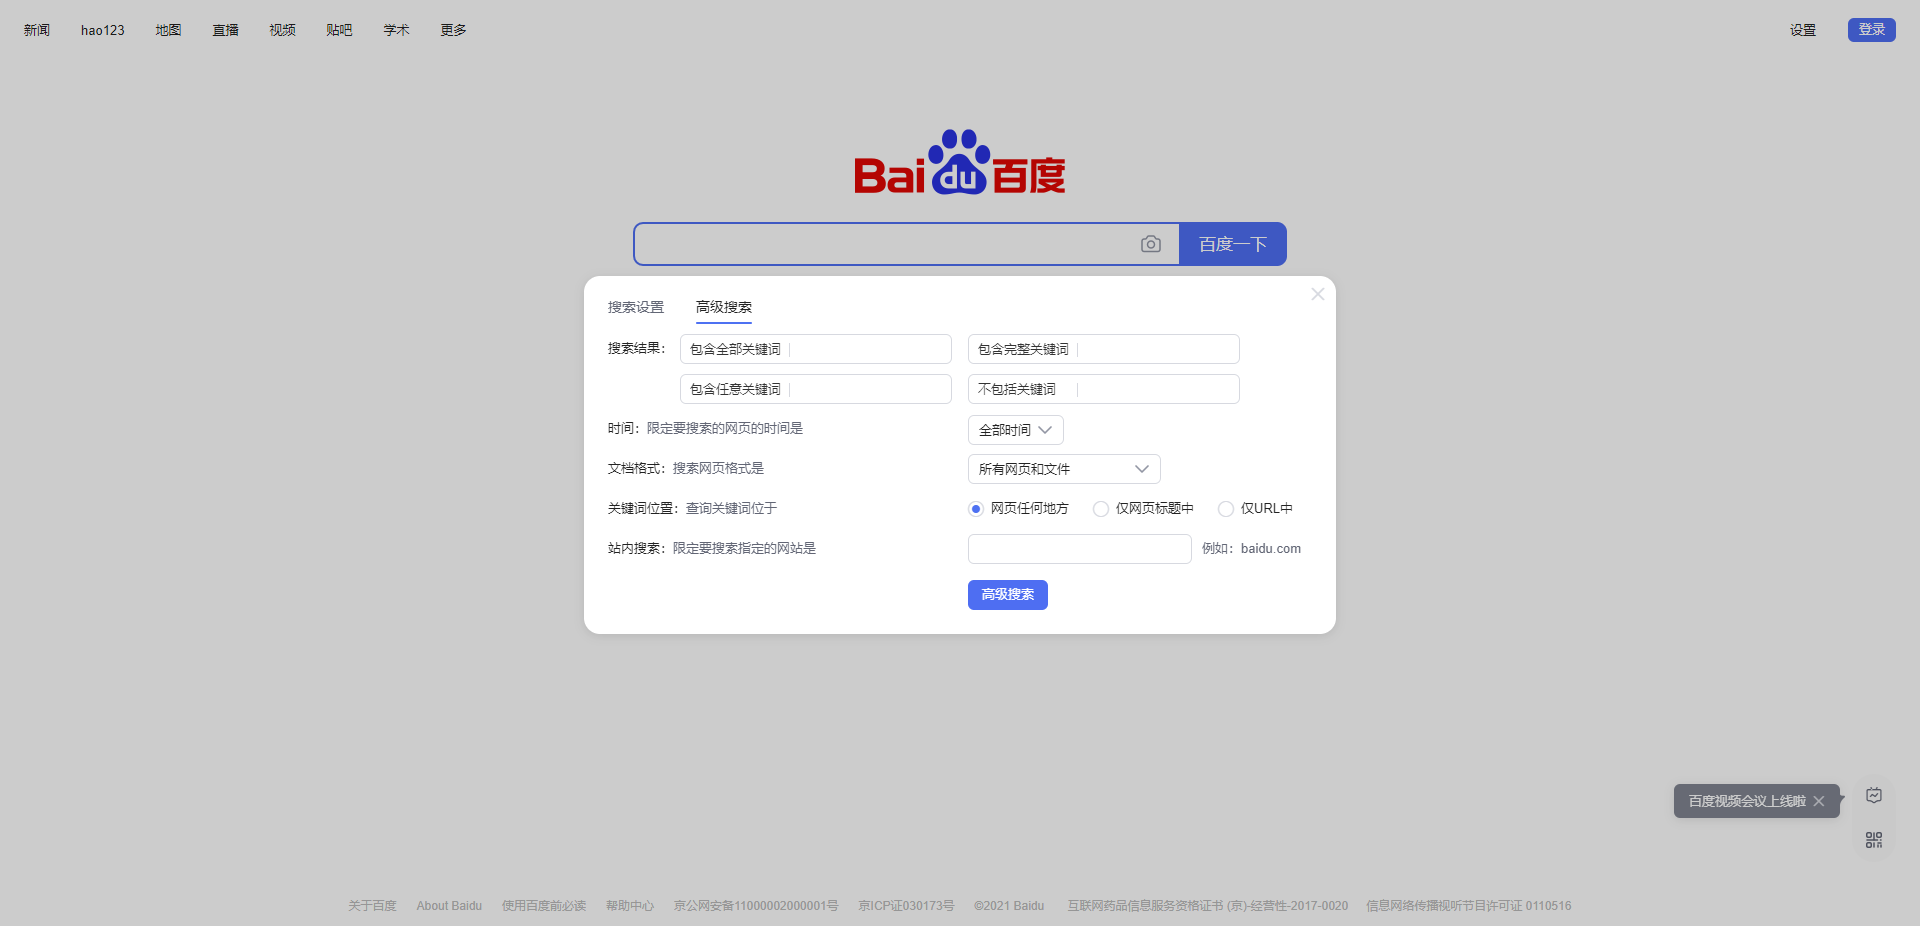 新闻 hao123 地图 直播 视频 贴吧 学术 更多 设置 登录
Bai du 百度
百度一下
搜索设置 高级搜索
搜索结果： 包含全部关键词 包含完整关键词
包含任意关键词 不包括关键词
时间：限定要搜索的网页的时间是 全部时间
文档格式：搜索网页格式是 所有网页和文件
关键词位置：查询关键词位于 网页任何地方 仅网页标题中 仅URL中
站内搜索：限定要搜索指定的网站是 例如：baidu.com
高级搜索
百度视频会议上线啦
关于百度 About Baidu 使用百度前必读 帮助中心 京公网安备11000002000001号 京ICP证030173号 ©2021 Baidu 互联网药品信息服务资格证书 (京)-经营性-2017-0020 信息网络传播视听节目许可证 0110516